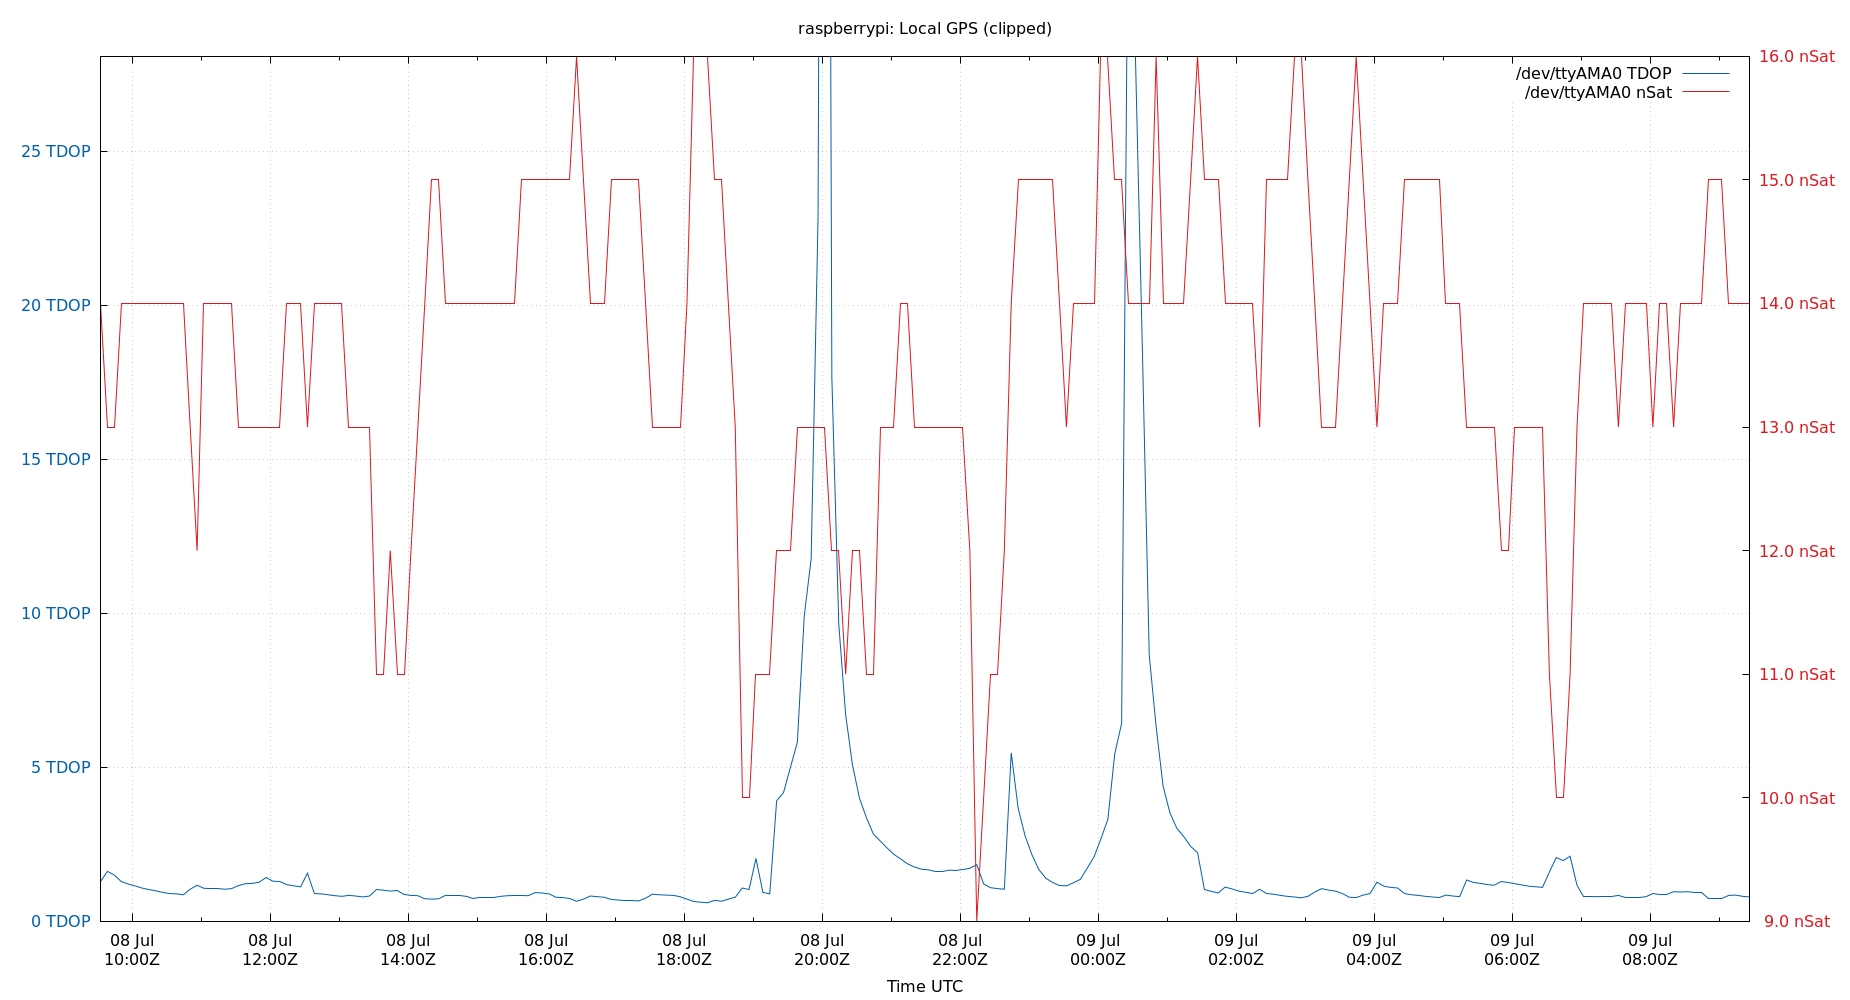 raspberrypi: Local GPS (clipped)
/dev/ttyAMA0 TDOP
/dev/ttyAMA0 nSat
25 TDOP
20 TDOP
15 TDOP
10 TDOP
5 TDOP
0 TDOP
16.0 nSat
15.0 nSat
14.0 nSat
13.0 nSat
12.0 nSat
11.0 nSat
10.0 nSat
9.0 nSat
08 Jul
10:00Z
08 Jul
12:00Z
08 Jul
14:00Z
08 Jul
16:00Z
08 Jul
18:00Z
08 Jul
20:00Z
08 Jul
22:00Z
09 Jul
00:00Z
09 Jul
02:00Z
09 Jul
04:00Z
09 Jul
06:00Z
09 Jul
08:00Z
Time UTC